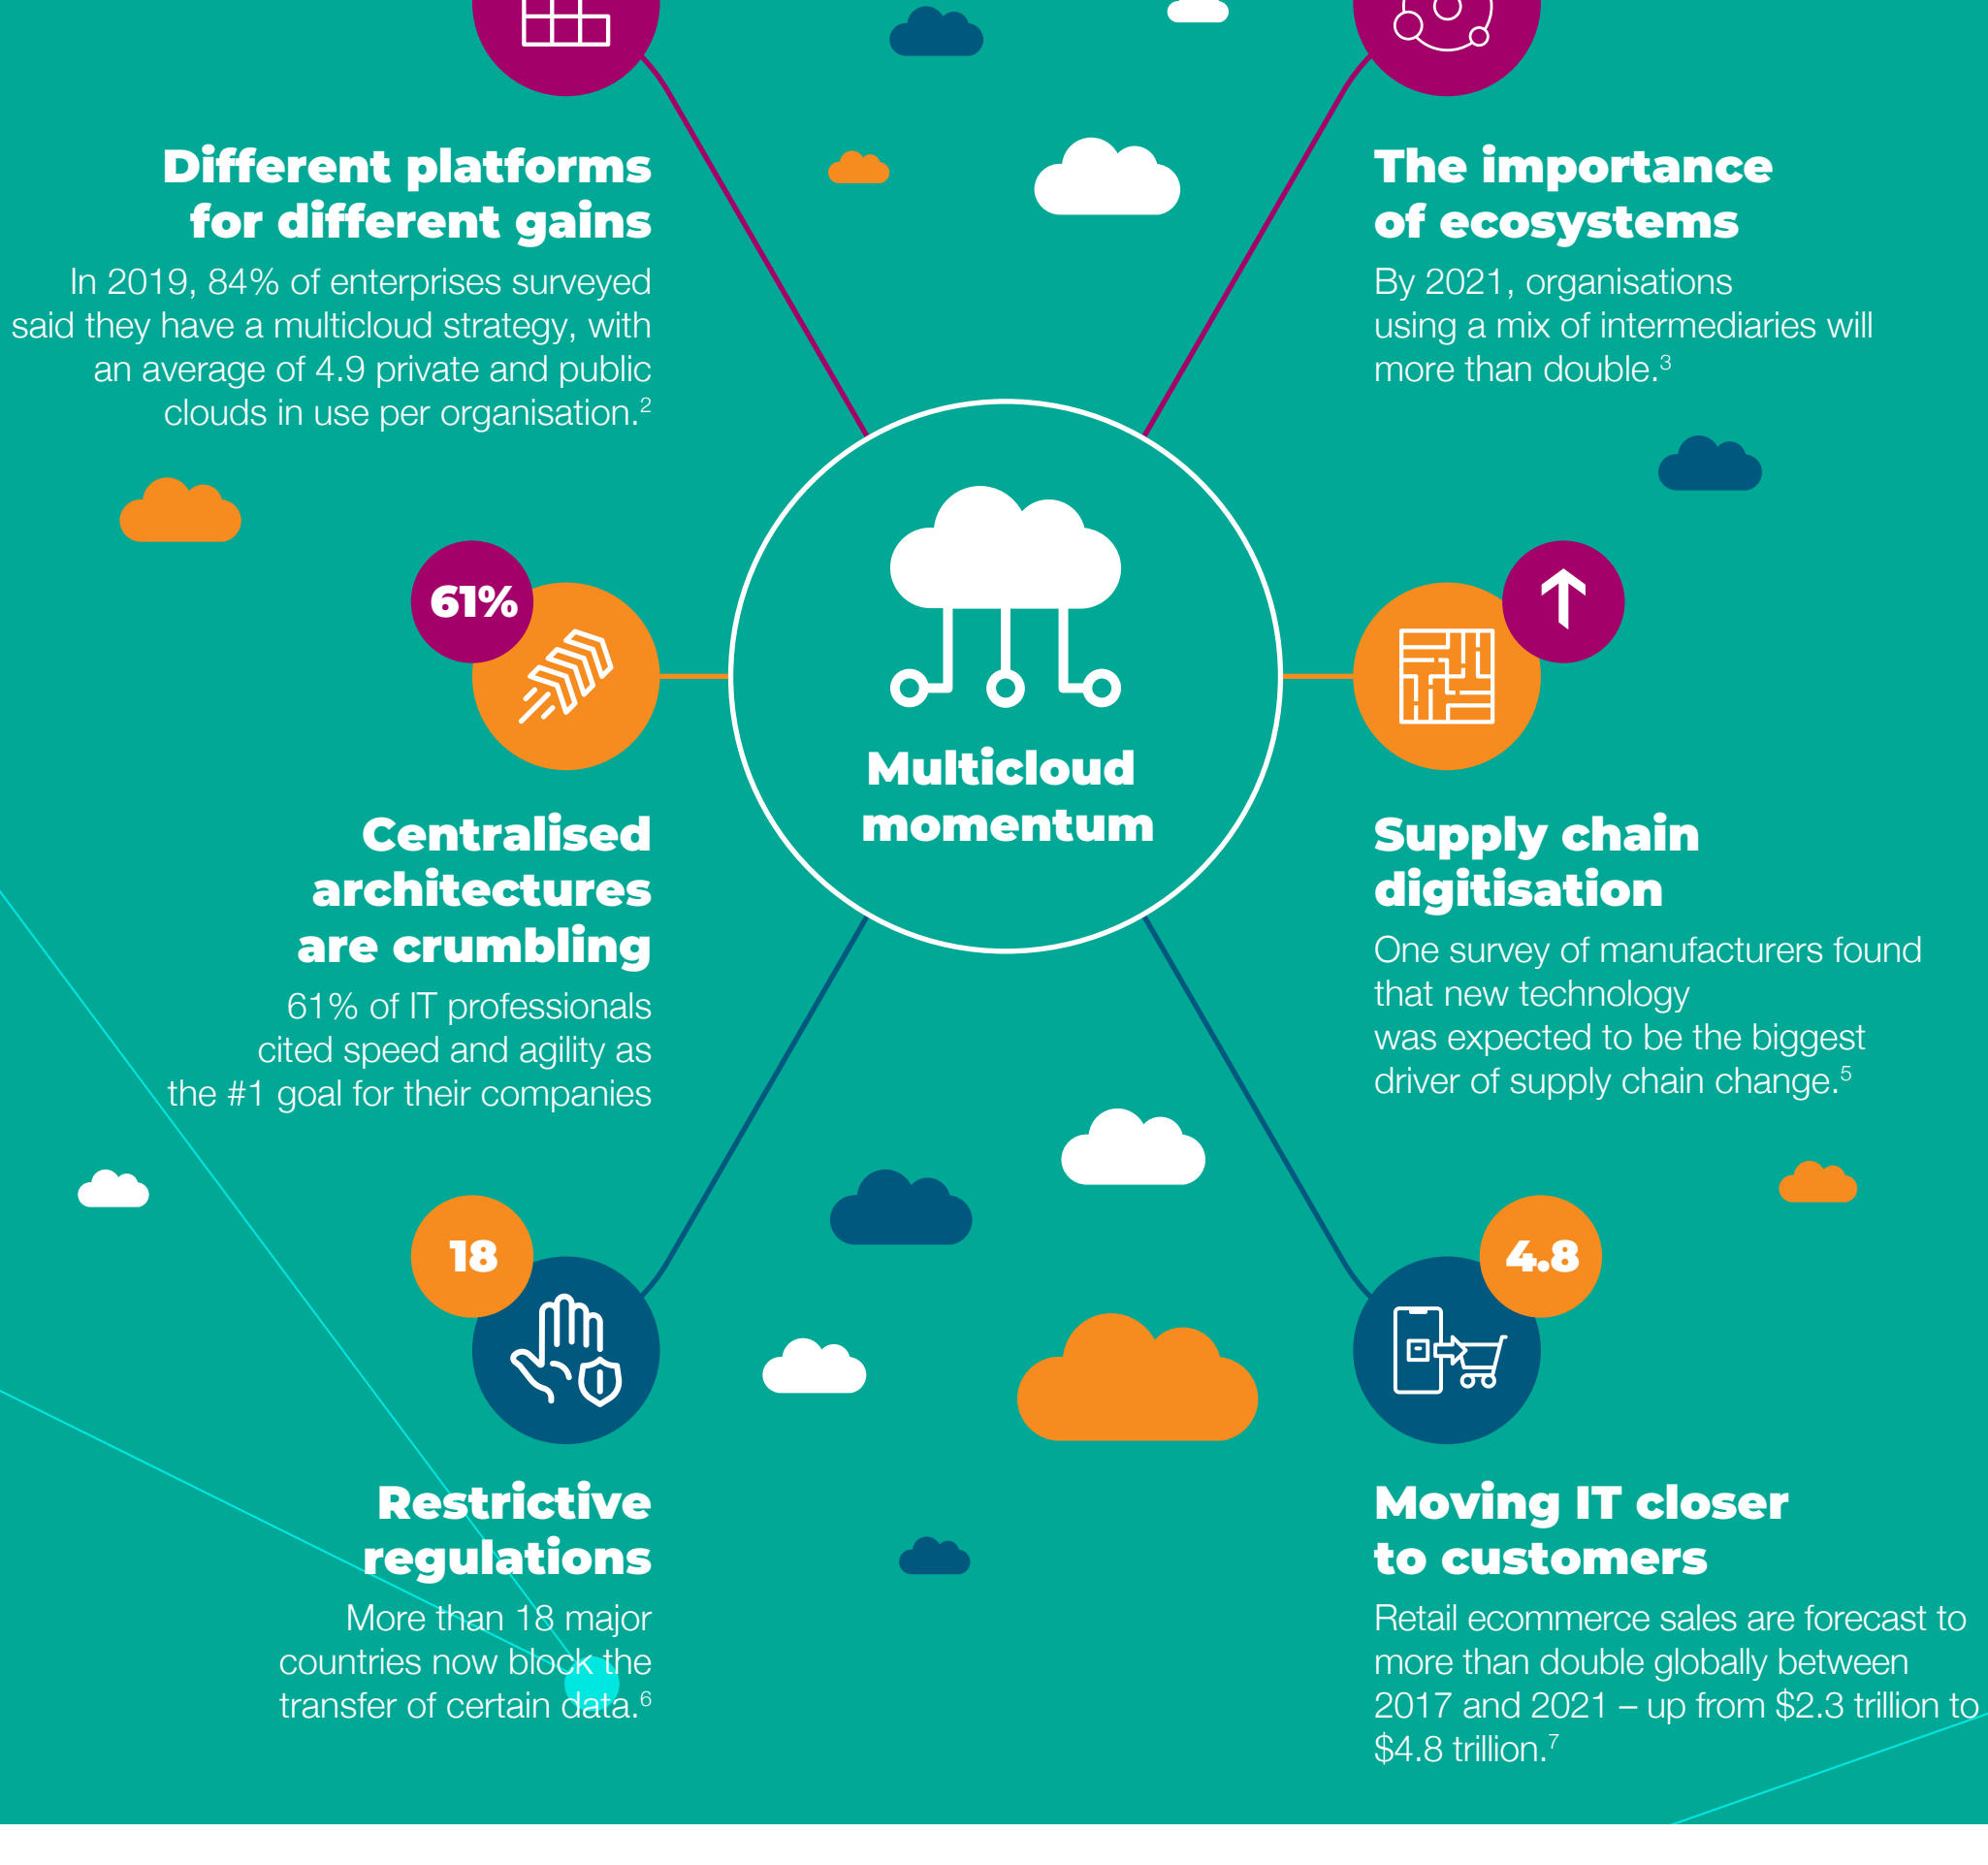 Different platforms
for different gains
In 2019, 84% of enterprises surveyed
said they have a multicloud strategy, with
an average of 4.9 private and public
clouds in use per organisation.2
The importance
of ecosystems
By 2021, organisations
using a mix of intermediaries will
more than double.3
61%
Centralised
architectures
are crumbling
61% of IT professionals
cited speed and agility as
the #1 goal for their companies
Multicloud
momentum
Supply chain
digitisation
One survey of manufacturers found
that new technology
was expected to be the biggest
driver of supply chain change.5
18
Restrictive
regulations
More than 18 major
countries now block the
transfer of certain data.6
4.8
Moving IT closer
to customers
Retail ecommerce sales are forecast to
more than double globally between
2017 and 2021 – up from $2.3 trillion to
$4.8 trillion.7